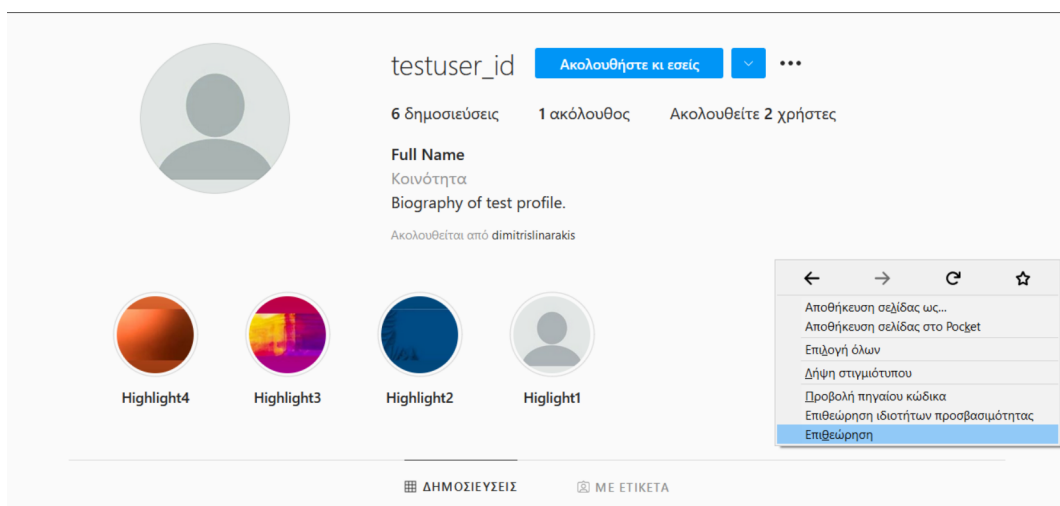 testuser_id Ακολουθήστε κι εσείς
6 δημοσιεύσεις 1 ακόλουθος Ακολουθείτε 2 χρήστες
Full Name
Κοινότητα
Biography of test profile.
Ακολουθείται από dimitrislinarakis
Highlight4 Highlight3 Highlight2 Higlight1
Αποθήκευση σελίδας ως...
Αποθήκευση σελίδας στο Pocket
Επιλογή όλων
Λήψη στιγμιότυπου
Προβολή πηγαίου κώδικα
Επιθεώρηση ιδιοτήτων προσβασιμότητας
Επιθεώρηση
ΔΗΜΟΣΙΕΥΣΕΙΣ ΜΕ ΕΤΙΚΕΤΑ